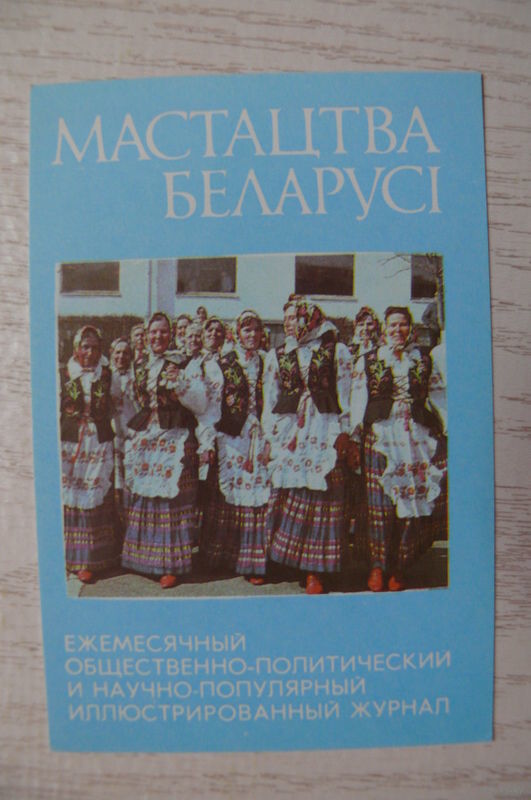 МАСТАЦТВА
БЕЛАРУСІ
ЕЖЕМЕСЯЧНЫЙ
ОБЩЕСТВЕННО-ПОЛИТИЧЕСКИЙ
И НАУЧНО-ПОПУЛЯРНЫЙ
ИЛЛЮСТРИРОВАННЫЙ ЖУРНАЛ